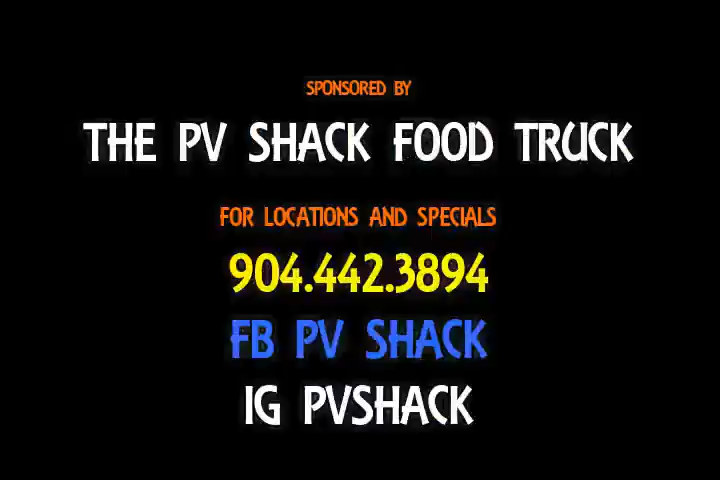 SPONSORED BY
THE PV SHACK FOOD TRUCK
FOR LOCATIONS AND SPECIALS
904.442.3894
FB PV SHACK
IG PVSHACK